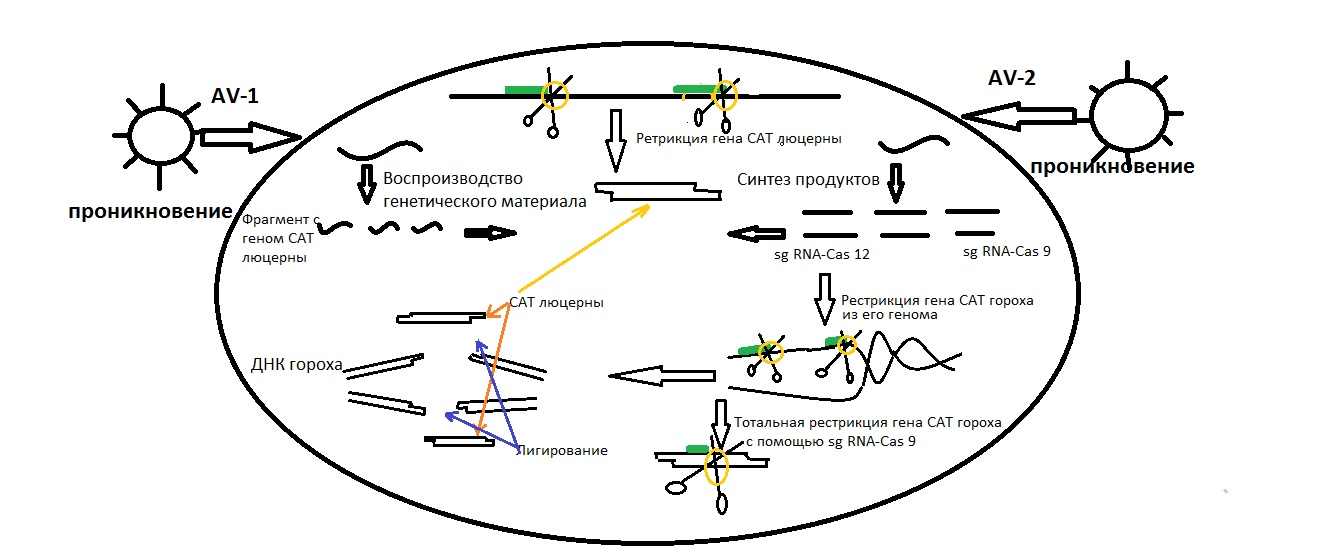 AV-1
AV-2
проникновение
проникновение
Ретрикция гена САТ люцерны
Воспроизводство
генетического материала
Синтез продуктов
Фрагмент с
геном САТ
люцерны
sg RNA-Cas 12
sg RNA-Cas 9
САТ люцерны
Рестрикция гена САТ гороха
из его генома
ДНК гороха
Тотальная рестрикция гена САТ гороха
с помощью sg RNA-Cas 9
Лигирование